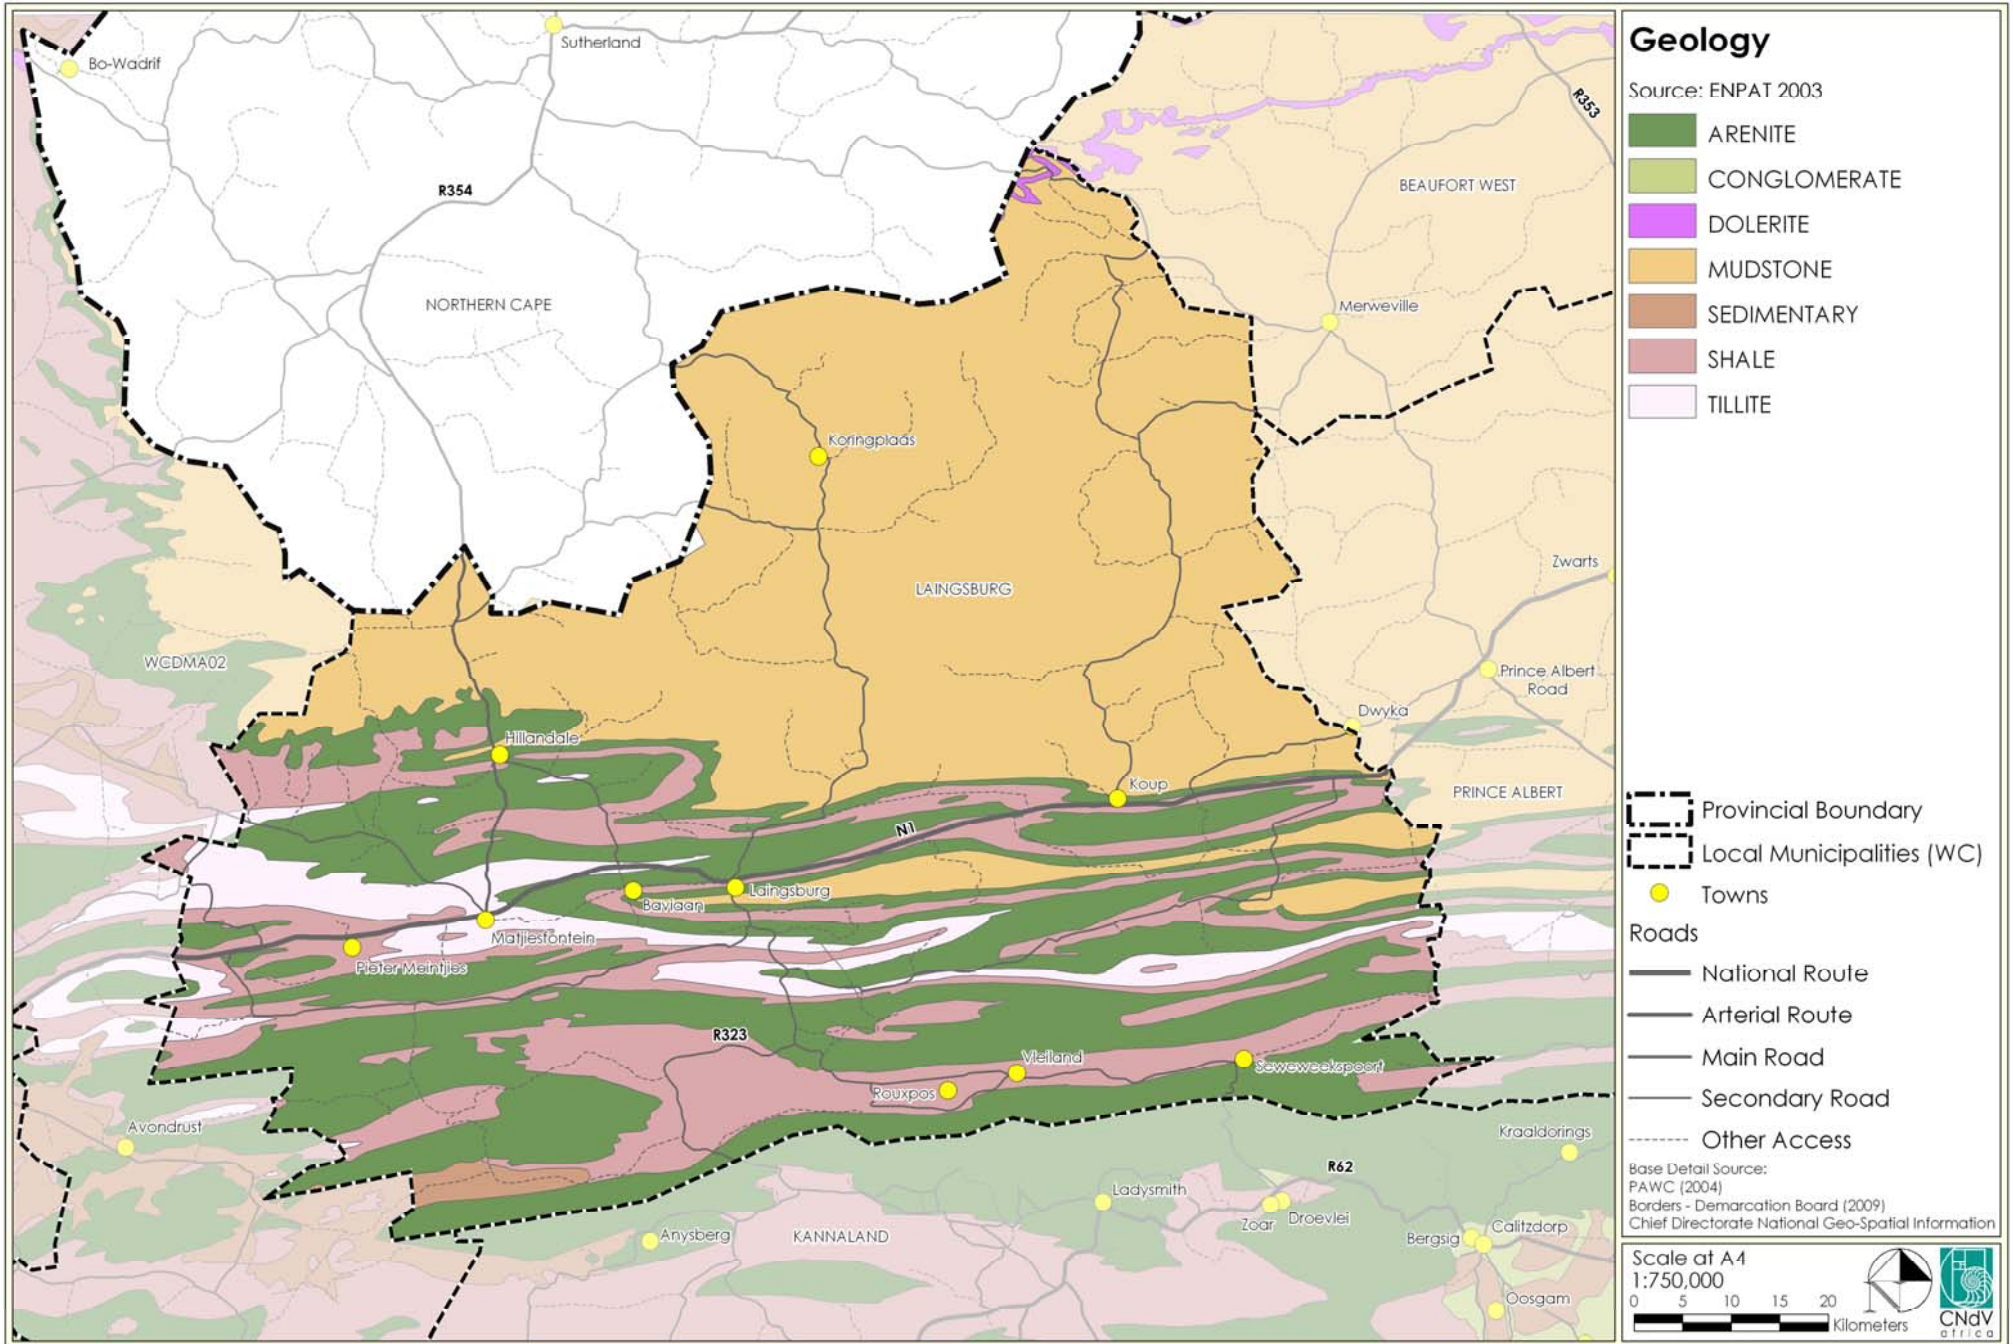 Sutherland
Bo-Wadrif
R353
R354
BEAUFORT WEST
NORTHERN CAPE
Merweville
Koringplaas
Zwarts
LAINGSBURG
WCDMA02
Prince Albert
Road
Dwyka
Hillandale
Koup
PRINCE ALBERT
N1
Laingsburg
Baviaan
Matjiesfontein
Pieter Meintjies
R323
Vleiland
Seweweekspoort
Rouxpos
Avondrust
Kraaldorings
R62
Ladysmith
Zoar
Droevlei
Calitzdorp
Bergsig
Anysberg
KANNALAND
Oosgam
Geology
Source: ENPAT 2003
ARENITE
CONGLOMERATE
DOLERITE
MUDSTONE
SEDIMENTARY
SHALE
TILLITE
Provincial Boundary
Local Municipalities (WC)
Towns
Roads
National Route
Arterial Route
Main Road
Secondary Road
Other Access
Base Detail Source:
PAWC (2004)
Borders - Demarcation Board (2009)
Chief Directorate National Geo-Spatial Information
Scale at A4
1:750,000
0 5 10 15 20
Kilometers
CNdV
africa